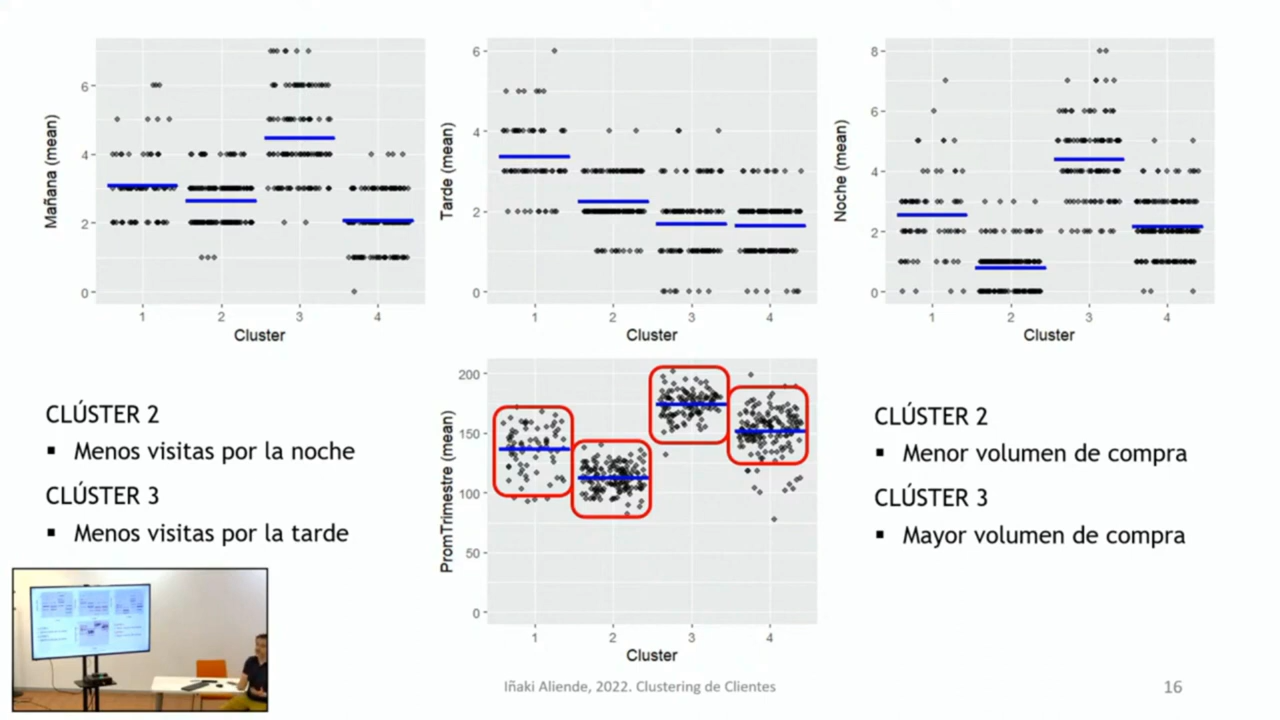 Mañana (mean)
6
4
2
0
1 2 3 4
Cluster
Tarde (mean)
6
4
2
0
1 2 3 4
Cluster
Noche (mean)
8
6
4
2
0
1 2 3 4
Cluster
CLÚSTER 2
▪ Menos visitas por la noche
CLÚSTER 3
▪ Menos visitas por la tarde
PromTrimestre (mean)
200
150
100
50
0
1 2 3 4
Cluster
CLÚSTER 2
▪ Menor volumen de compra
CLÚSTER 3
▪ Mayor volumen de compra
Iñaki Aliende, 2022. Clustering de Clientes
16